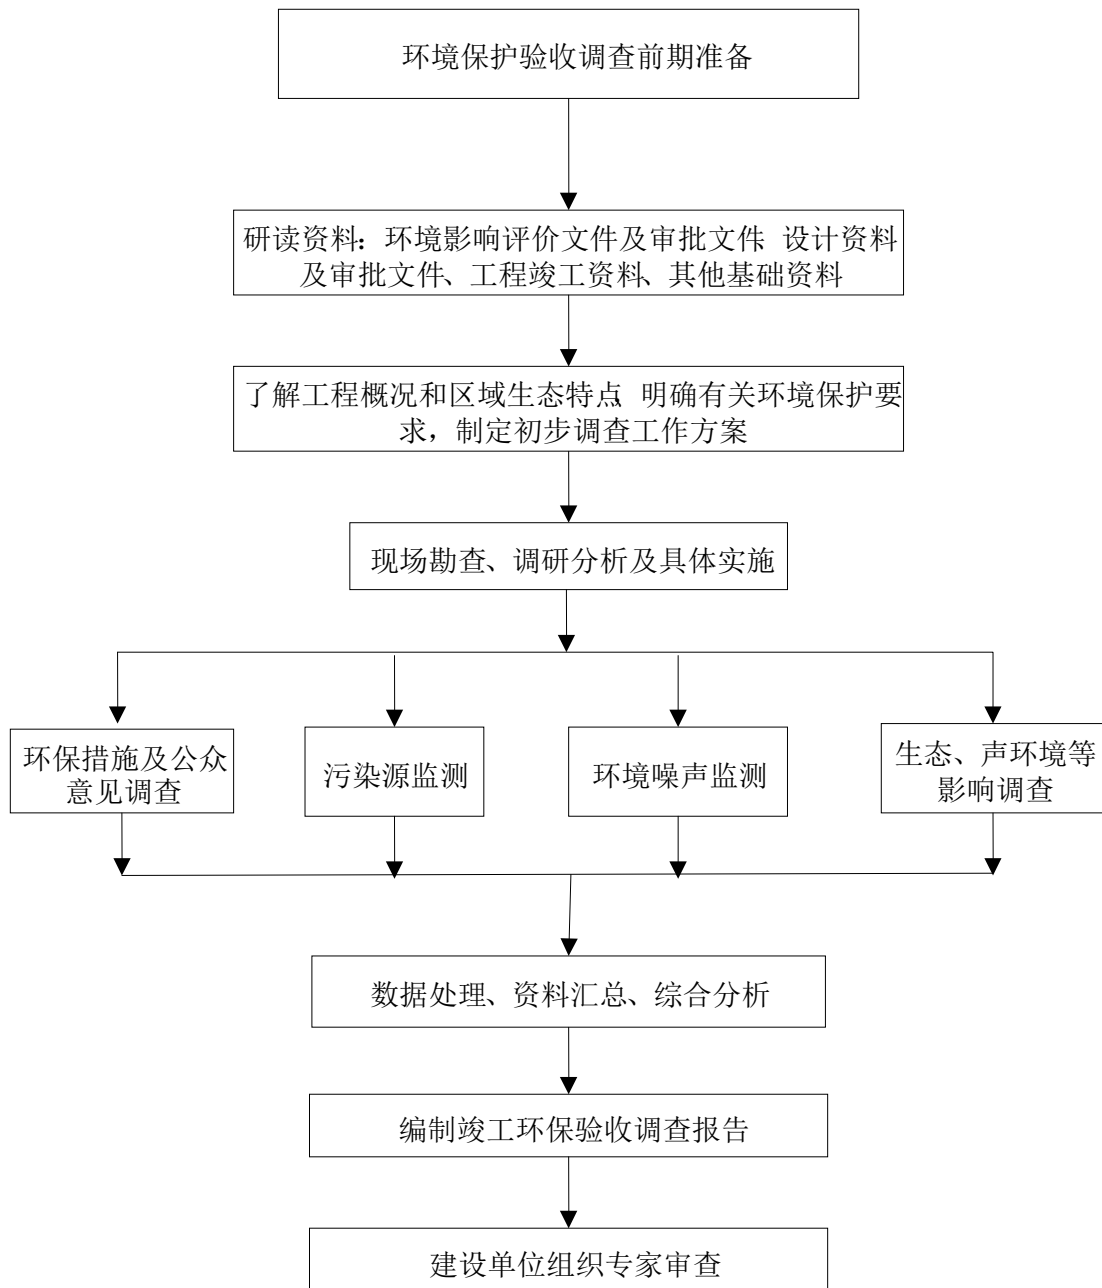 环境保护验收调查前期准备
研读资料：环境影响评价文件及审批文件、设计资料
及审批文件、工程竣工资料、其他基础资料
了解工程概况和区域生态特点，明确有关环境保护要
求，制定初步调查工作方案
现场勘查、调研分析及具体实施
环保措施及公众
意见调查
污染源监测
环境噪声监测
生态、声环境等
影响调查
数据处理、资料汇总、综合分析
编制竣工环保验收调查报告
建设单位组织专家审查